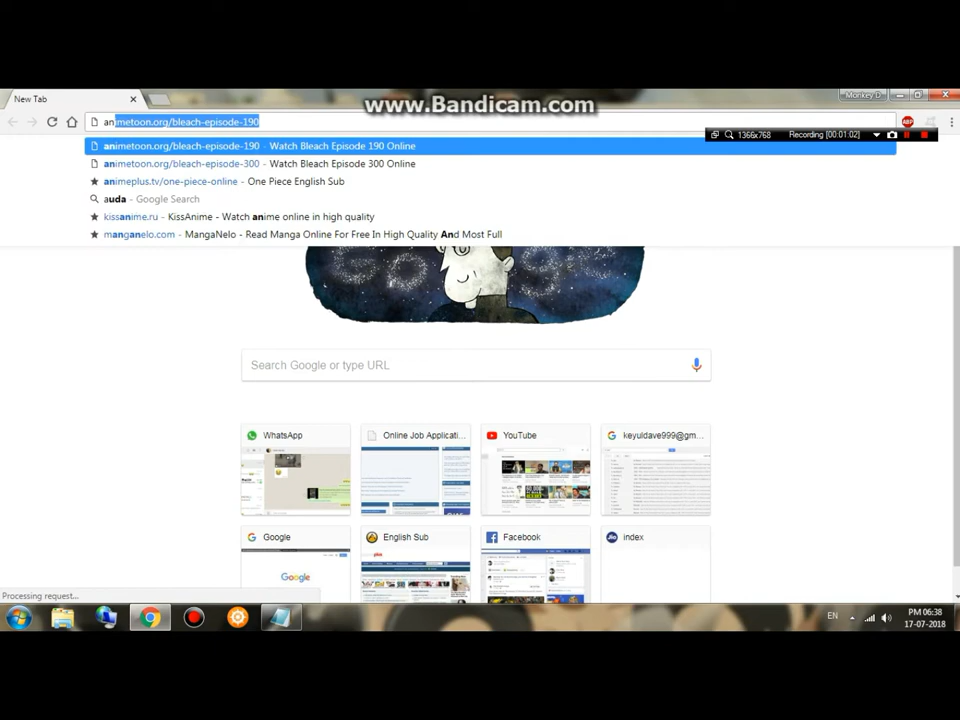 www.Bandicam.com
New Tab
Monkey D.
animetoon.org/bleach-episode-190
1366x768 Recording [00:01:02]
animetoon.org/bleach-episode-190 - Watch Bleach Episode 190 Online
animetoon.org/bleach-episode-300 - Watch Bleach Episode 300 Online
animeplus.tv/one-piece-online - One Piece English Sub
auda - Google Search
kissanime.ru - KissAnime - Watch anime online in high quality
manganelo.com - MangaNelo - Read Manga Online For Free In High Quality And Most Full
Search Google or type URL
WhatsApp
Online Job Applicati...
YouTube
keyuldave999@gm...
Google
English Sub
Facebook
index
Jio
Google
Processing request...
EN
PM 06:38
17-07-2018